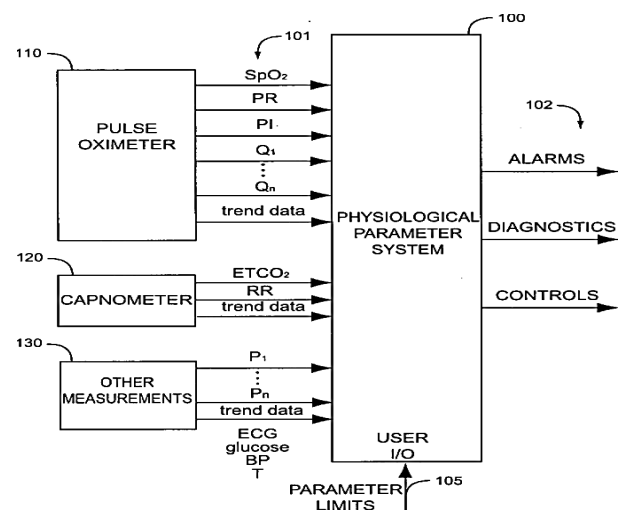 100
110
101
SpO2
PR
PI
Q1
Qn
trend data
PULSE
OXIMETER
102
ALARMS
DIAGNOSTICS
CONTROLS
PHYSIOLOGICAL
PARAMETER
SYSTEM
120
CAPNOMETER
ETCO2
RR
trend data
130
OTHER
MEASUREMENTS
P1
Pn
trend data
ECG
glucose
BP
T
USER
I/O
PARAMETER
LIMITS
105